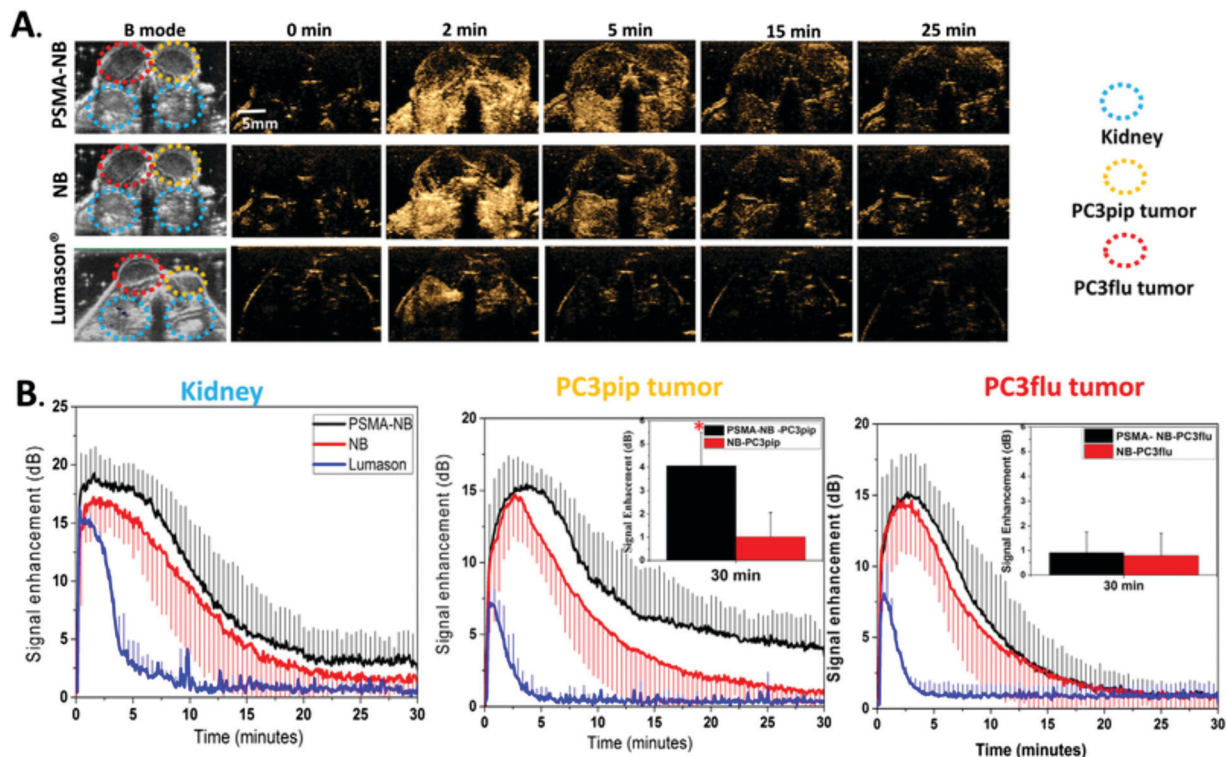 A.
B mode 0 min 2 min 5 min 15 min 25 min
PSMA-NB
5mm
NB
Lumason®
Kidney
PC3pip tumor
PC3flu tumor
B.
Kidney
PC3pip tumor
PC3flu tumor
Signal enhancement (dB)
25
20
15
10
5
0
PSMA-NB
NB
Lumason
0 5 10 15 20 25 30
Time (minutes)
Signal enhancement (dB)
20
15
10
5
0
Signal Enhancement (dB)
6
5
4
3
2
1
0
*
PSMA-NB -PC3pip
NB-PC3pip
30 min
0 5 10 15 20 25 30
Time (minutes)
Signal enhancement (dB)
20
15
10
5
0
Signal Enhancement (dB)
6
5
4
3
2
1
0
PSMA- NB-PC3flu
NB-PC3flu
30 min
0 5 10 15 20 25 30
Time (minutes)